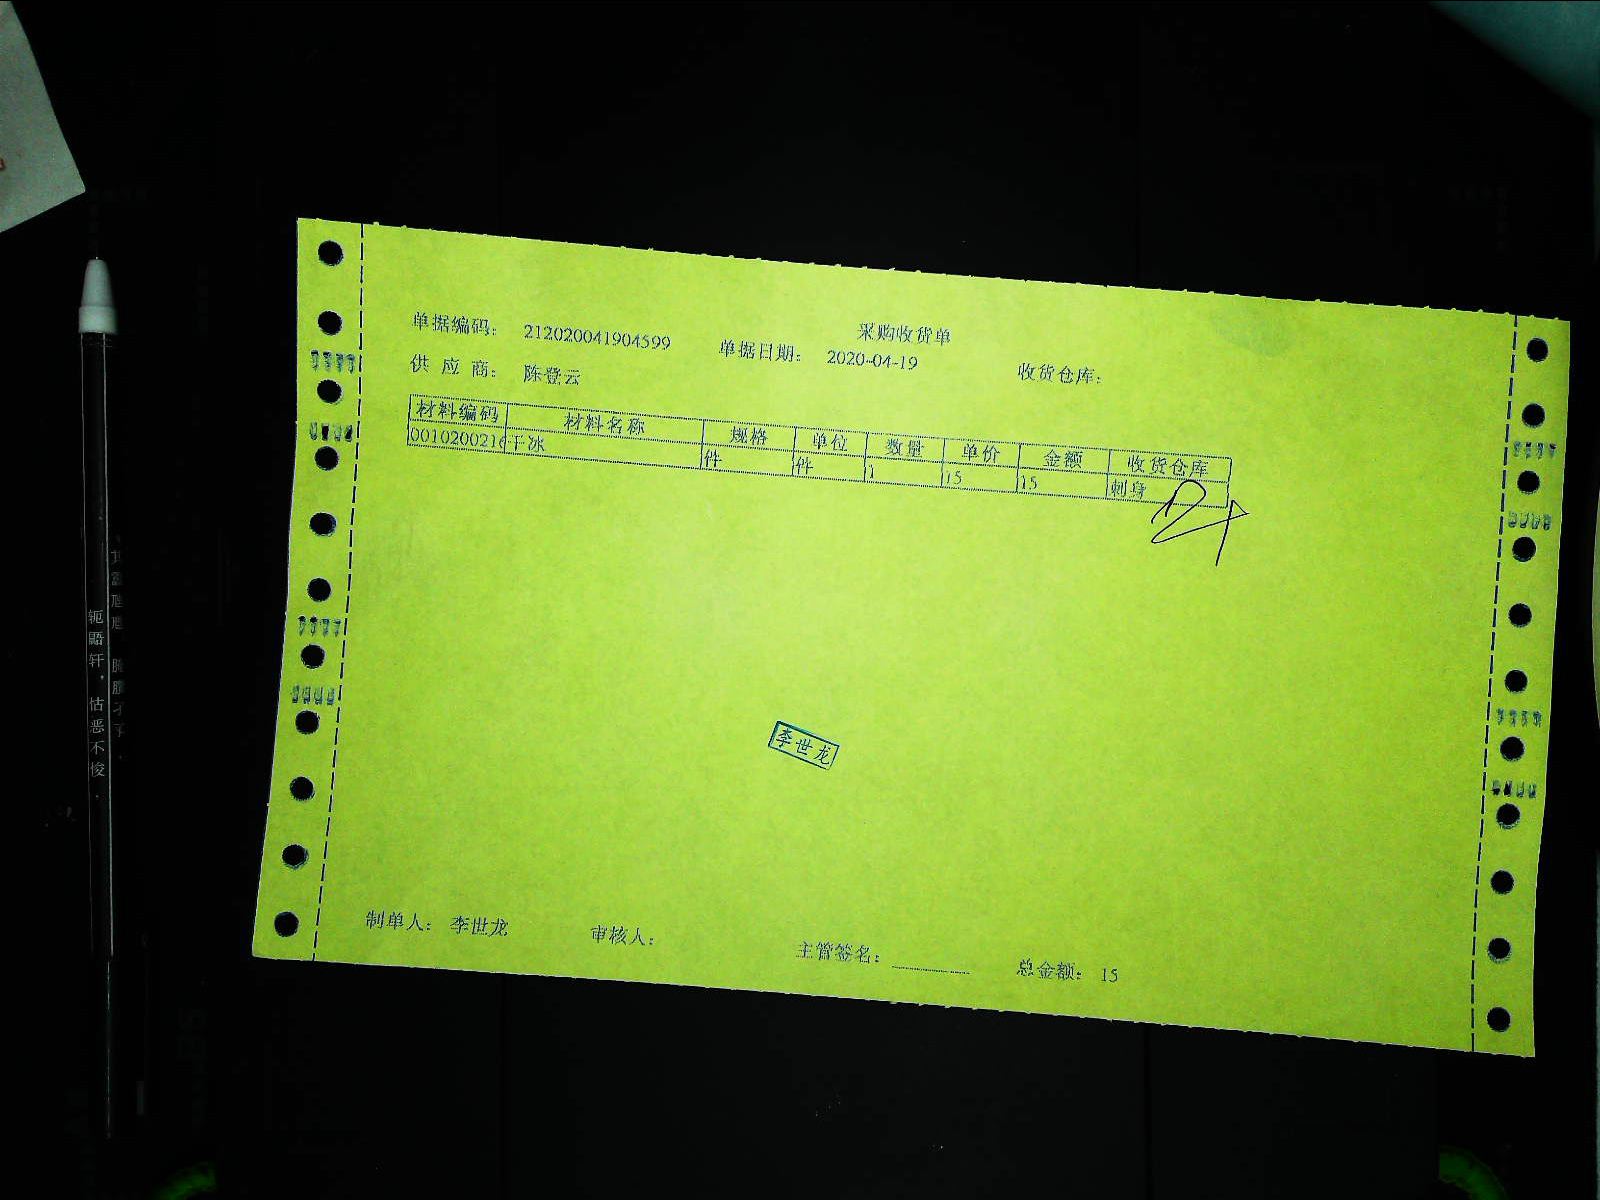 采购收货单
单据编码： 212020041904599 单据日期： 2020-04-19 收货仓库：
供 应 商： 陈登云
材料编码 材料名称 规格 单位 数量 单价 金额 收货仓库
0010200216 干冰 件 件 1 15 15 刺身
李世龙
制单人： 李世龙 审核人： 主管签名： 总金额： 15